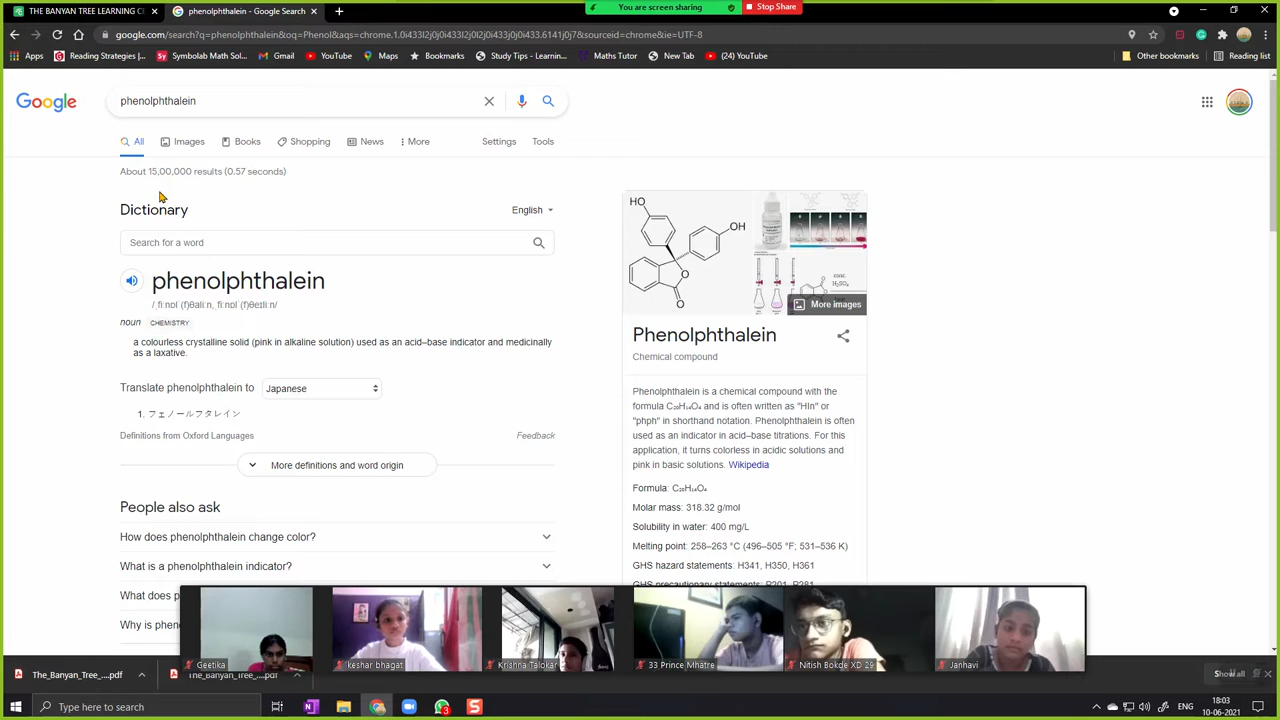 THE BANYAN TREE LEARNING CE
phenolphthalein - Google Search
You are screen sharing
Stop Share
google.com/search?q=phenolphthalein&oq=Phenol&aqs=chrome.1.0i433l2j0j0i433l2j0l2j0i433j0j0i433.6141j0j7&sourceid=chrome&ie=UTF-8
Apps
Reading Strategies |...
Symbolab Math Sol...
Gmail
YouTube
Maps
Bookmarks
Study Tips - Learnin...
Maths Tutor
New Tab
(24) YouTube
Other bookmarks
Reading list
Google
phenolphthalein
All
Images
Books
Shopping
News
More
Settings
Tools
About 15,00,000 results (0.57 seconds)
Dictionary
English
Search for a word
phenolphthalein
noun CHEMISTRY
a colourless crystalline solid (pink in alkaline solution) used as an acid–base indicator and medicinally
as a laxative.
Translate phenolphthalein to Japanese
1. フェノールフタレイン
Definitions from Oxford Languages
Feedback
More definitions and word origin
People also ask
How does phenolphthalein change color?
What is a phenolphthalein indicator?
What does p
Why is pheno
HO
OH
O
O
conc.
H₂SO₄
More images
Phenolphthalein
Chemical compound
Phenolphthalein is a chemical compound with the
formula C₂₀H₁₄O₄ and is often written as "HIn" or
"phph" in shorthand notation. Phenolphthalein is often
used as an indicator in acid–base titrations. For this
application, it turns colorless in acidic solutions and
pink in basic solutions. Wikipedia
Formula: C₂₀H₁₄O₄
Molar mass: 318.32 g/mol
Solubility in water: 400 mg/L
Melting point: 258–263 °C (496–505 °F; 531–536 K)
GHS hazard statements: H341, H350, H361
GHS precautionary statements: P201, P281
Geetika
keshar bhagat
Krishna Talokar
33 Prince Mhatre
Nitish Bokde XD 29
Janhavi
The_Banyan_Tree_....pdf
The_Banyan_Tree_....pdf
Show all
Type here to search
3
ENG
18:03
10-06-2021